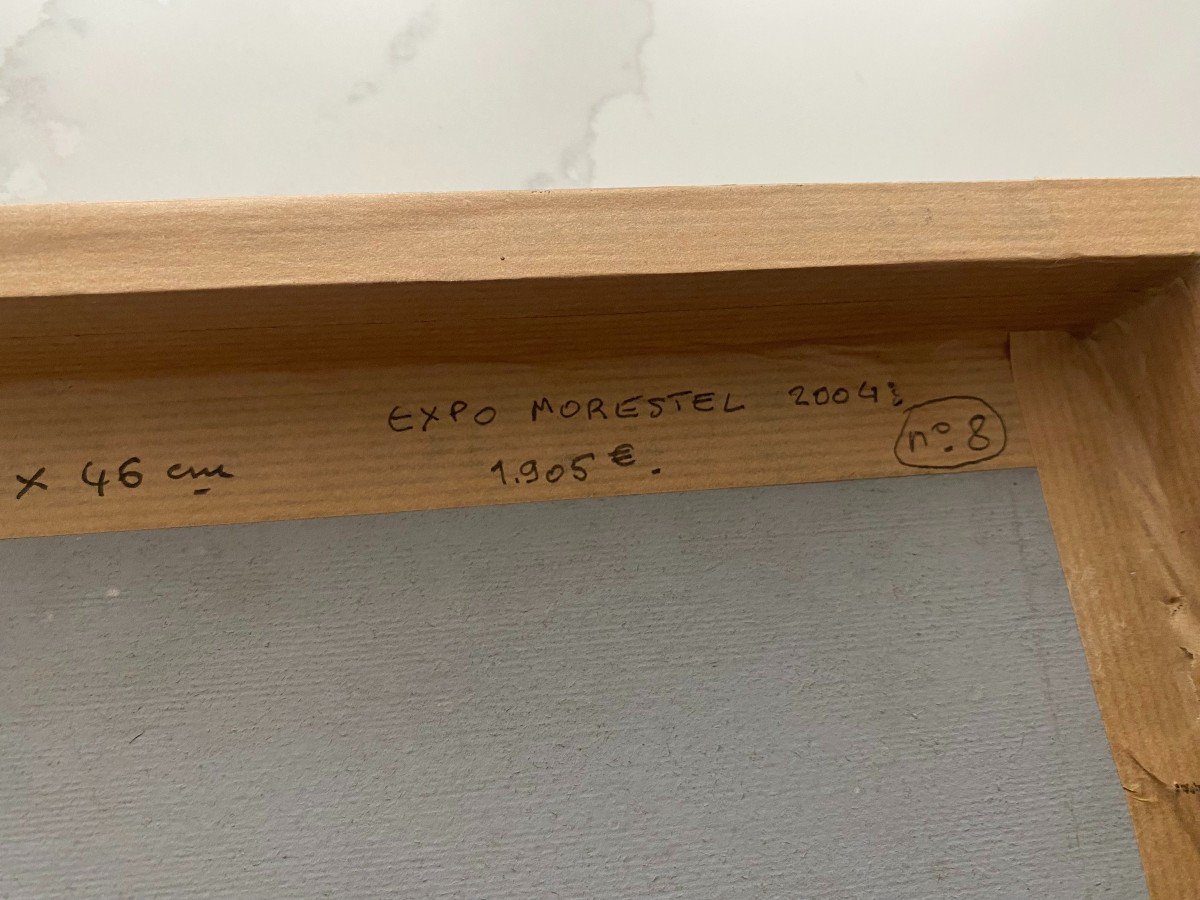 EXPO MORESTEL 2004
n°.8
x 46 cm
1.905 €.